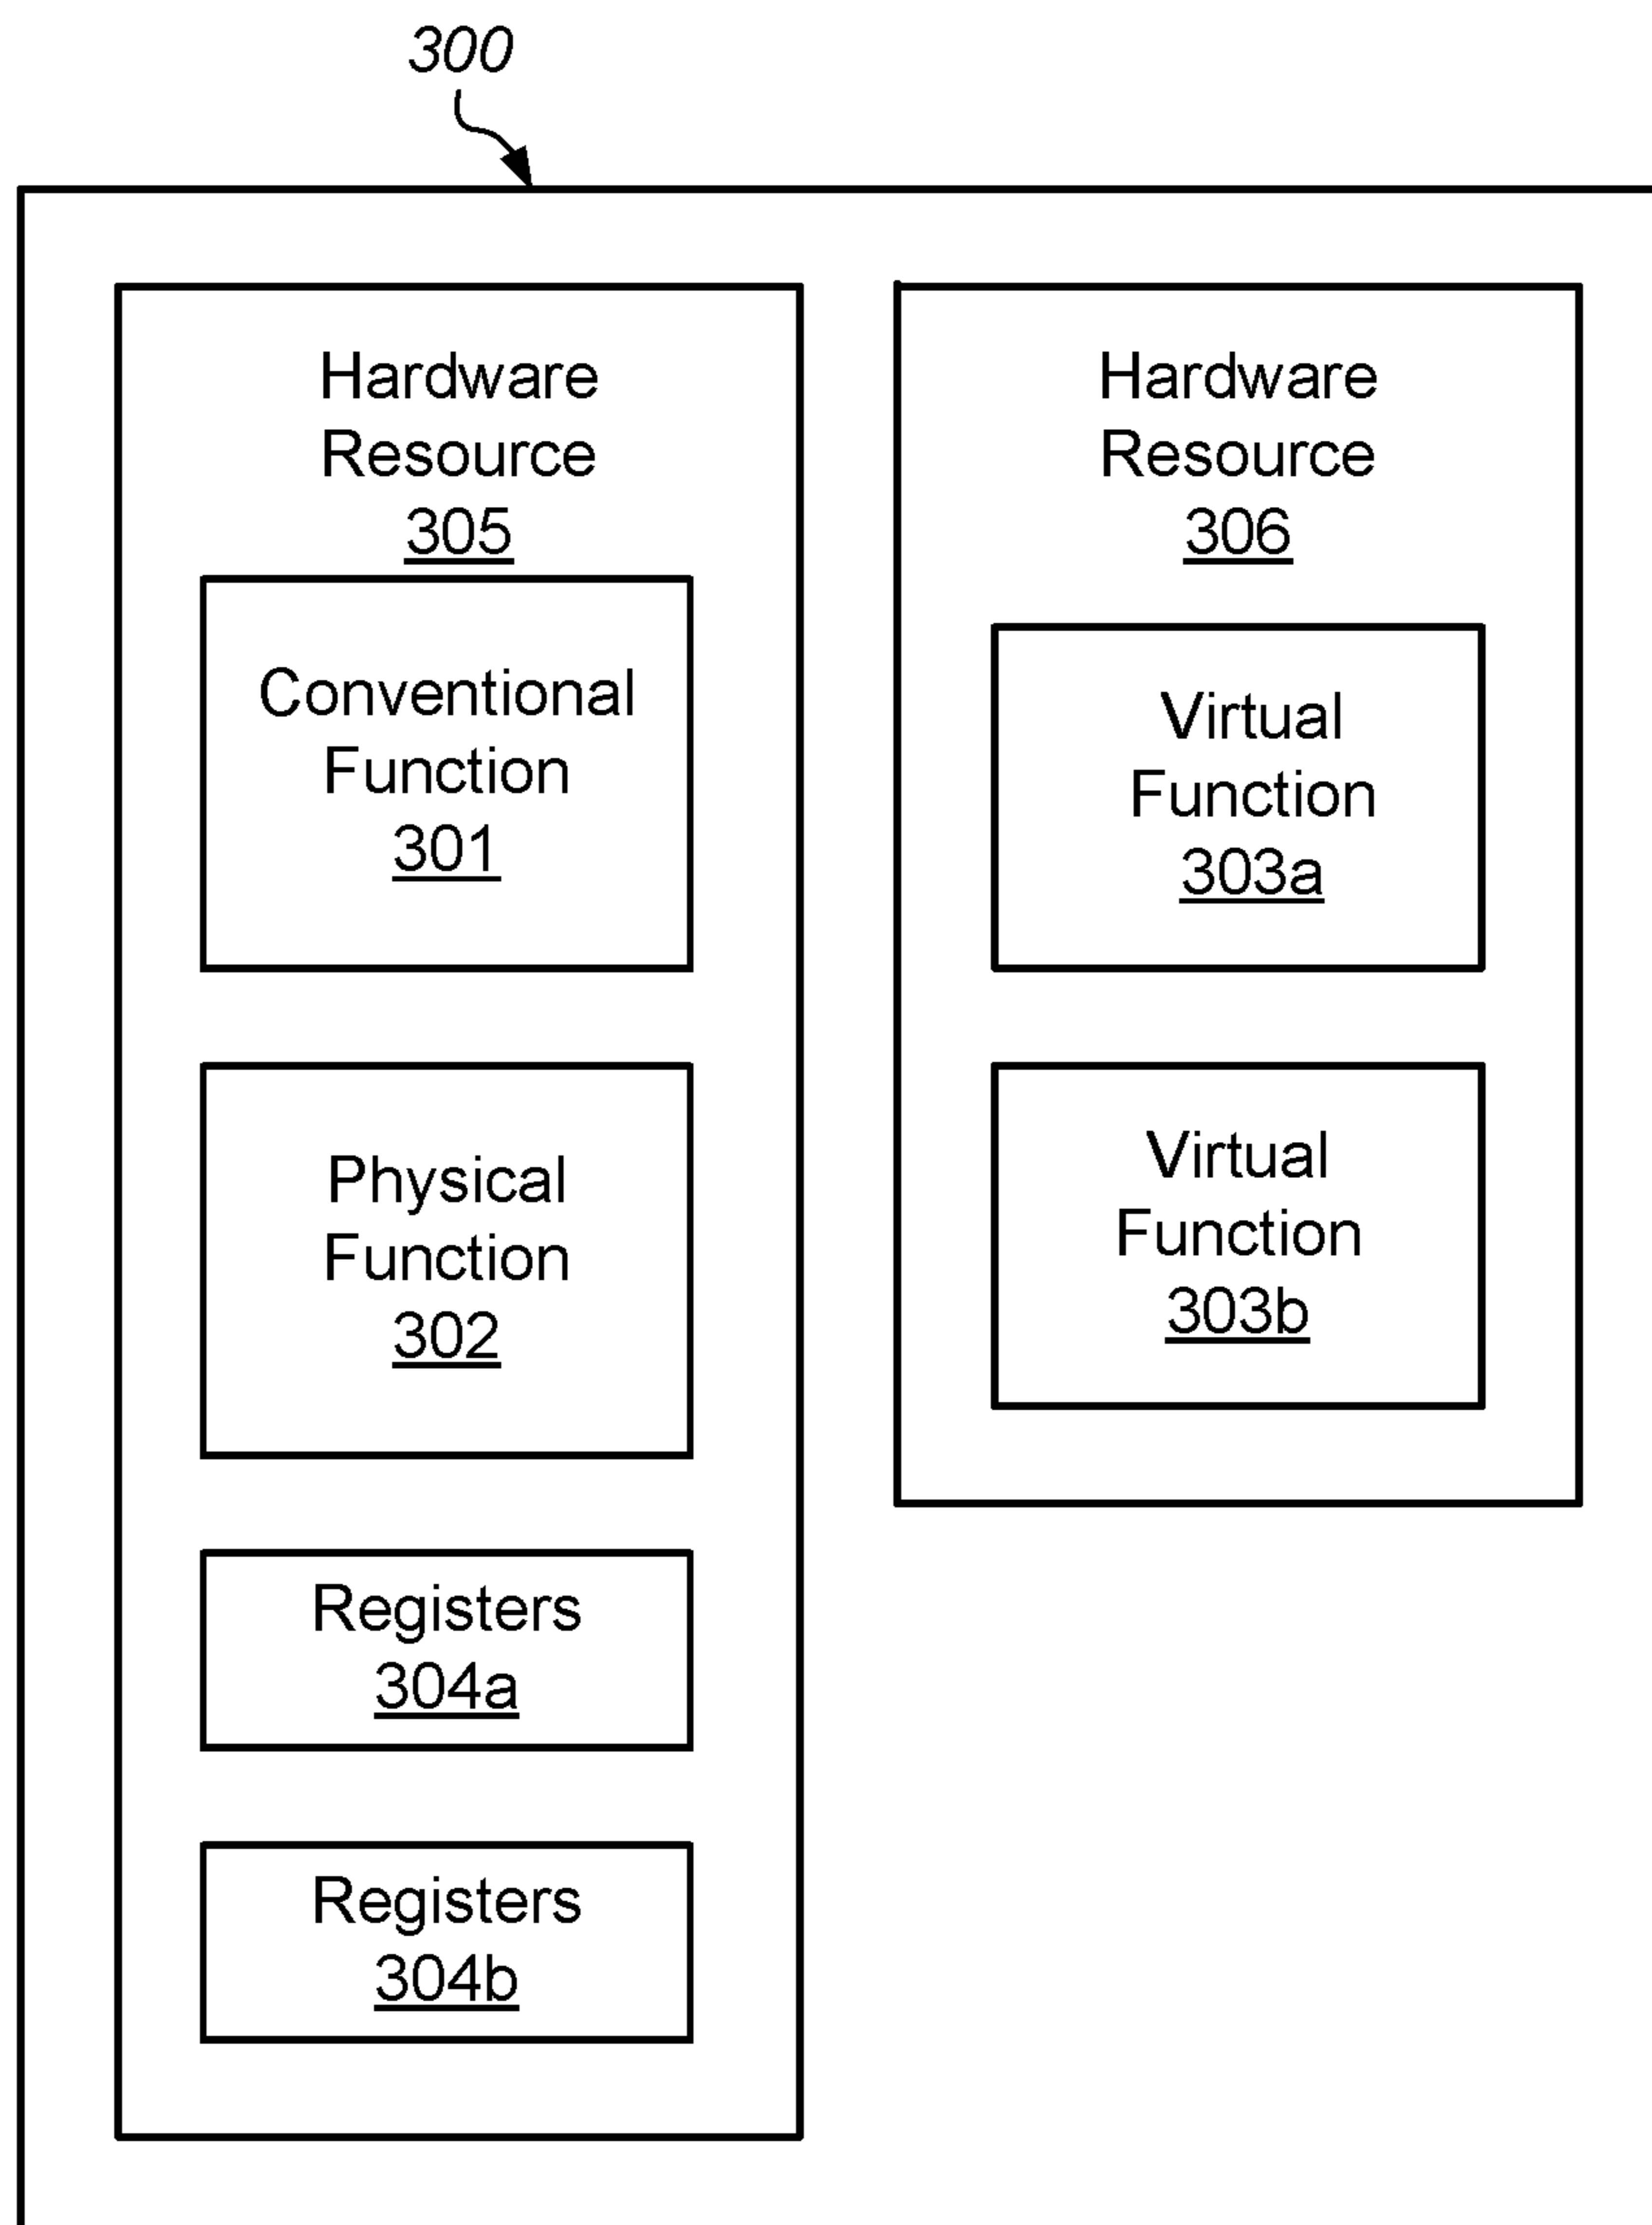 300
Hardware
Resource
305
Conventional
Function
301
Physical
Function
302
Registers
304a
Registers
304b
Hardware
Resource
306
Virtual
Function
303a
Virtual
Function
303b